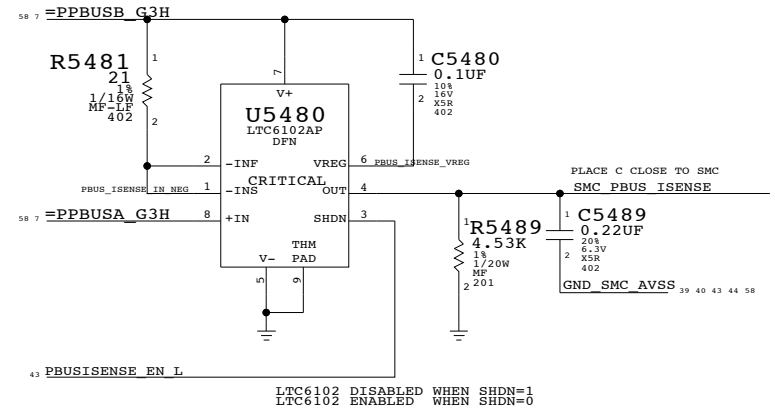 58 7 =PPBUSB_G3H
R5481
21
1%
1/16W
MF-LF
402
1
2
7
V+
U5480
LTC6102AP
DFN
CRITICAL
1
C5480
0.1UF
10%
16V
X5R
402
2
2 -INF
VREG 6 PBUS_ISENSE_VREG
PBUS_ISENSE_IN_NEG 1 -INS
OUT 4
PLACE C CLOSE TO SMC
SMC_PBUS_ISENSE
58 7 =PPBUSA_G3H 8 +IN
SHDN 3
THM
V- PAD
5 9
1
R5489
4.53K
1%
1/20W
MF
201
2
1
C5489
0.22UF
20%
6.3V
X5R
402
2
GND_SMC_AVSS 39 40 43 44 58
43 PBUSISENSE_EN_L
LTC6102 DISABLED WHEN SHDN=1
LTC6102 ENABLED WHEN SHDN=0